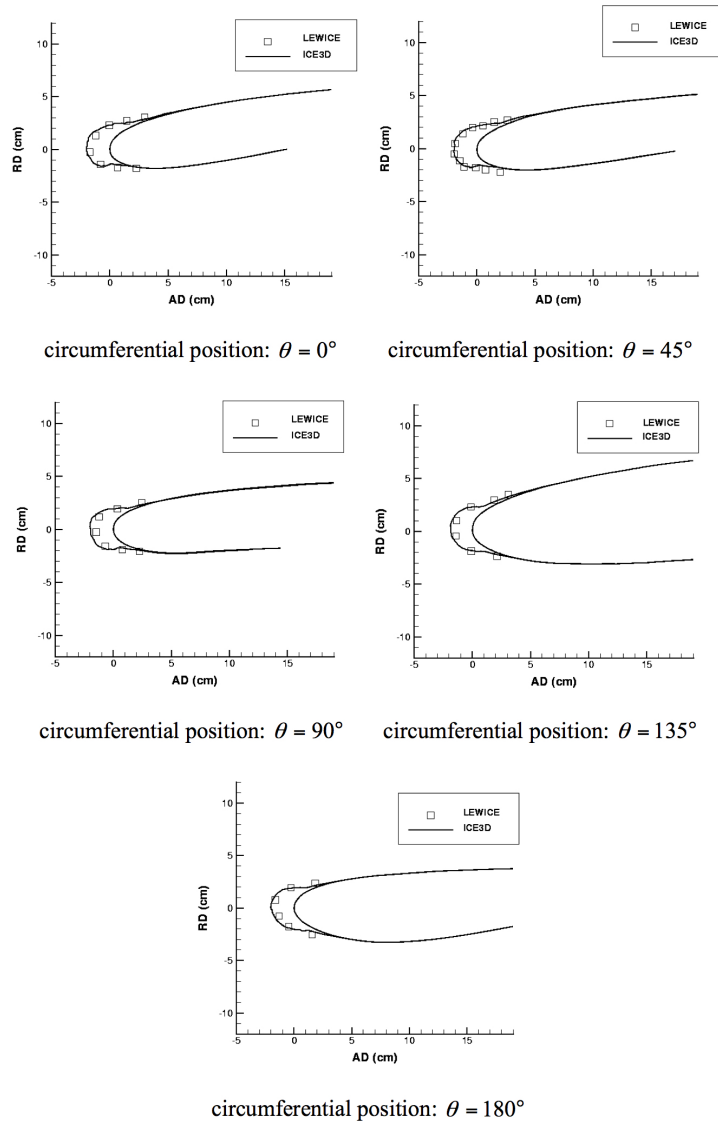 LEWICE
ICE3D
10
5
0
-5
-10
RD (cm)
-5 0 5 10 15
AD (cm)
circumferential position: θ = 0°
LEWICE
ICE3D
10
5
0
-5
-10
RD (cm)
-5 0 5 10 15
AD (cm)
circumferential position: θ = 45°
LEWICE
ICE3D
10
5
0
-5
-10
RD (cm)
-5 0 5 10 15
AD (cm)
circumferential position: θ = 90°
LEWICE
ICE3D
10
5
0
-5
-10
RD (cm)
-5 0 5 10 15
AD (cm)
circumferential position: θ = 135°
LEWICE
ICE3D
10
5
0
-5
-10
RD (cm)
-5 0 5 10 15
AD (cm)
circumferential position: θ = 180°